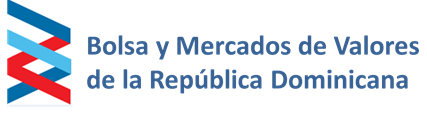 Bolsa y Mercados de Valores
de la República Dominicana